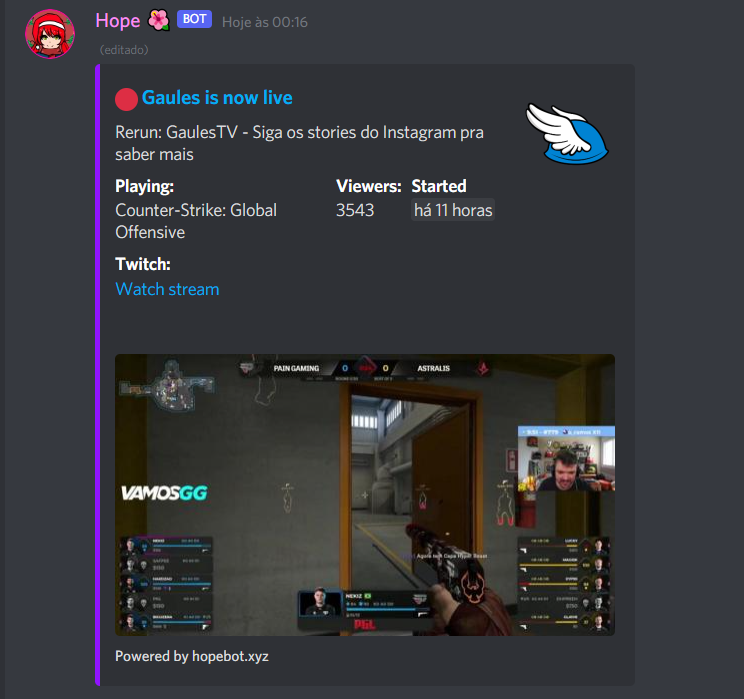 Hope BOT Hoje às 00:16
(editado)
Gaules is now live
Rerun: GaulesTV - Siga os stories do Instagram pra
saber mais
Playing: Viewers: Started
Counter-Strike: Global 3543 há 11 horas
Offensive
Twitch:
Watch stream
PAIN GAMING 0 0 ASTRALIS
VAMOSGG
NEKIZ
PGL
Powered by hopebot.xyz